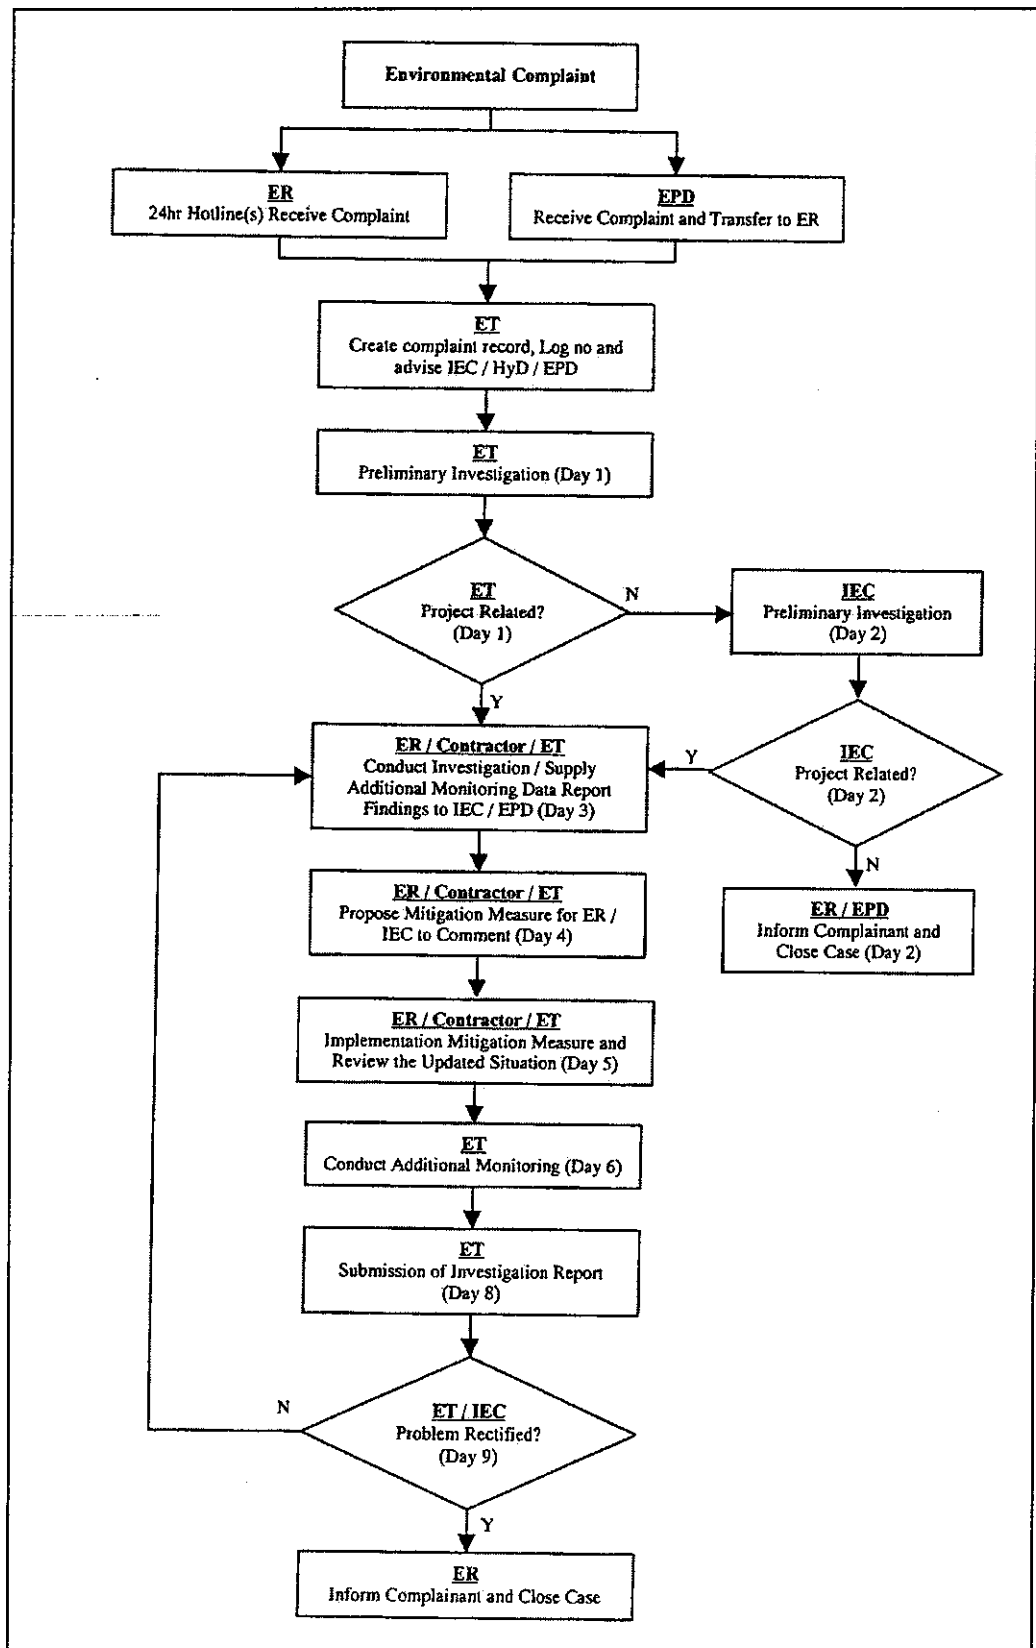 Environmental Complaint
ER
24hr Hotline(s) Receive Complaint
EPD
Receive Complaint and Transfer to ER
ET
Create complaint record, Log no and
advise IEC / HyD / EPD
ET
Preliminary Investigation (Day 1)
ET
Project Related?
(Day 1)
N
IEC
Preliminary Investigation
(Day 2)
Y
ER / Contractor / ET
Conduct Investigation / Supply
Additional Monitoring Data Report
Findings to IEC / EPD (Day 3)
Y
IEC
Project Related?
(Day 2)
N
ER / Contractor / ET
Propose Mitigation Measure for ER /
IEC to Comment (Day 4)
ER / EPD
Inform Complainant and
Close Case (Day 2)
ER / Contractor / ET
Implementation Mitigation Measure and
Review the Updated Situation (Day 5)
ET
Conduct Additional Monitoring (Day 6)
ET
Submission of Investigation Report
(Day 8)
N
ET / IEC
Problem Rectified?
(Day 9)
Y
ER
Inform Complainant and Close Case